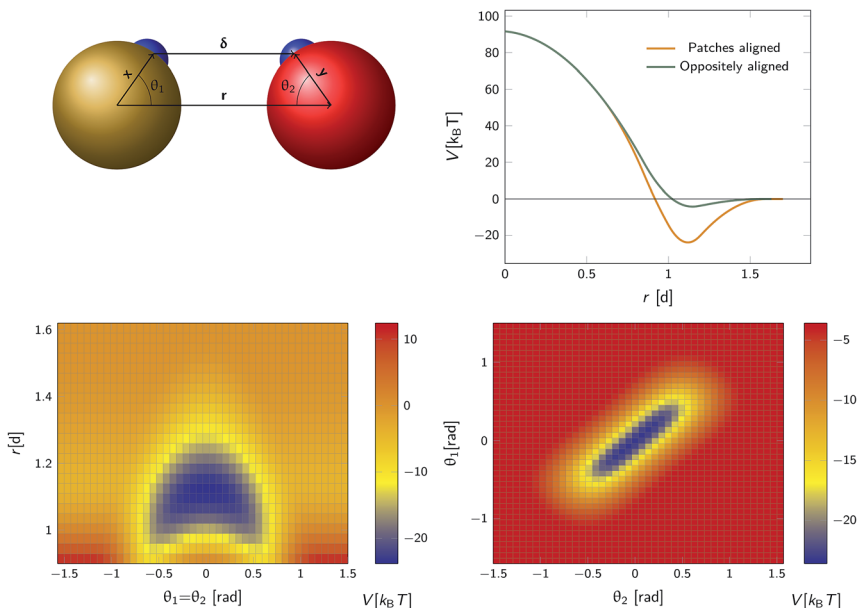 δ
x
y
θ1
θ2
r
100
80
60
40
20
0
−20
V[kBT]
Patches aligned
Oppositely aligned
0
0.5
1
1.5
r [d]
1.6
1.4
1.2
1
r[d]
−1.5
−1
−0.5
0
0.5
1
1.5
θ1=θ2 [rad]
10
0
−10
−20
V[kBT]
1
0
−1
θ1[rad]
−1.5
−1
−0.5
0
0.5
1
1.5
θ2 [rad]
−5
−10
−15
−20
V[kBT]